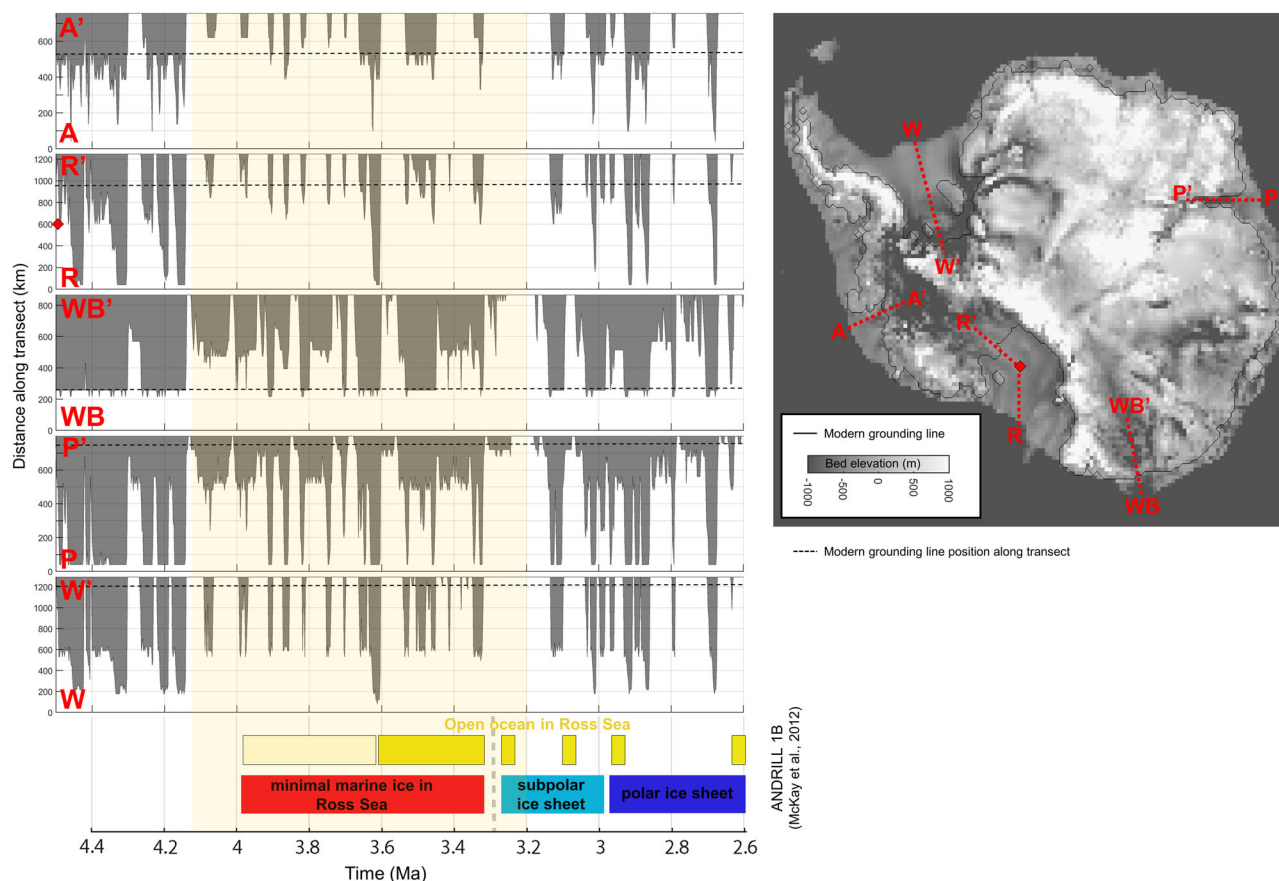 A'
600
400
200
0
A
R'
1200
1000
800
600
400
200
0
R
WB'
800
600
400
200
0
WB
P'
600
400
200
0
P
W'
1200
1000
800
600
400
200
0
W
Distance along transect (km)
Open ocean in Ross Sea
minimal marine ice in
Ross Sea
subpolar
ice sheet
polar ice sheet
ANDRILL 1B
(McKay et al., 2012)
4.4 4.2 4 3.8 3.6 3.4 3.2 3 2.8 2.6
Time (Ma)
W
W'
P' P
A A'
R'
R
WB'
WB
Modern grounding line
Bed elevation (m)
-1000 -500 0 500 1000
Modern grounding line position along transect